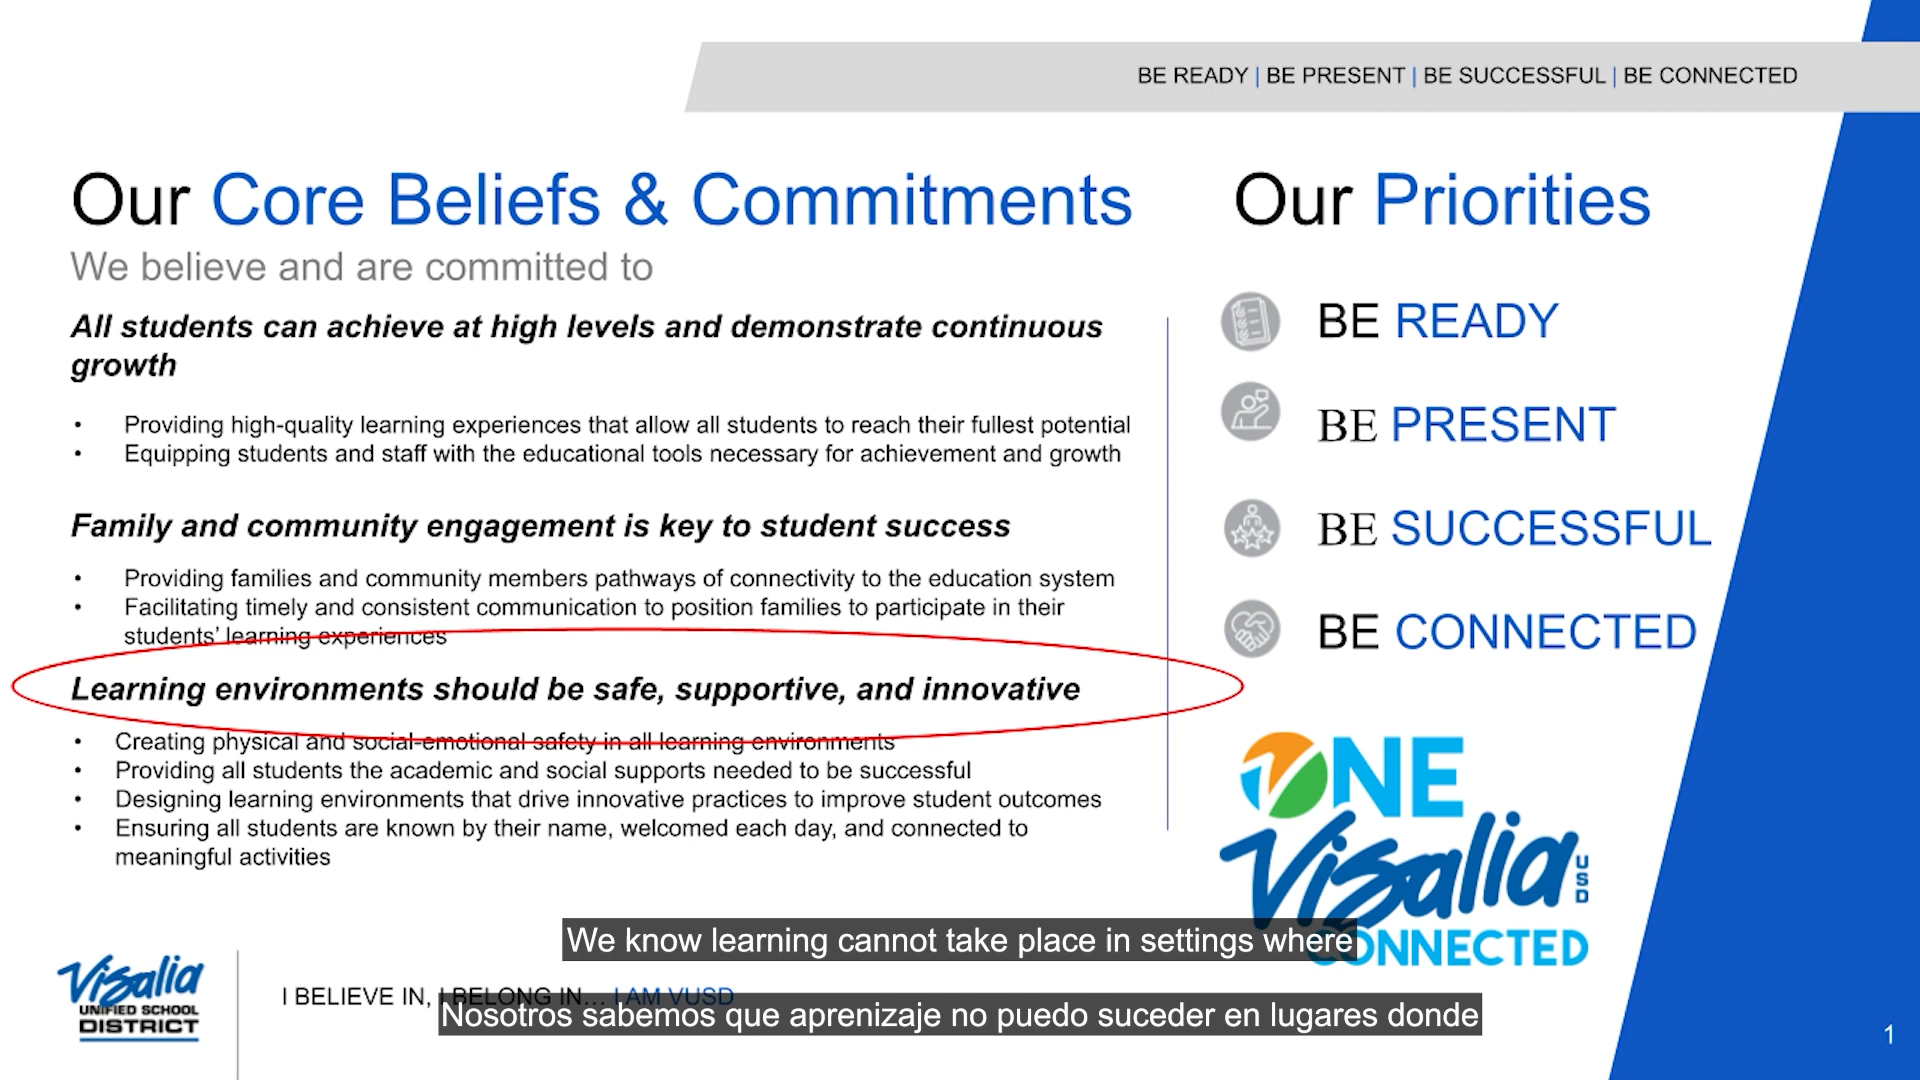 BE READY | BE PRESENT | BE SUCCESSFUL | BE CONNECTED
Our Core Beliefs & Commitments
We believe and are committed to
All students can achieve at high levels and demonstrate continuous
growth
• Providing high-quality learning experiences that allow all students to reach their fullest potential
• Equipping students and staff with the educational tools necessary for achievement and growth
Family and community engagement is key to student success
• Providing families and community members pathways of connectivity to the education system
• Facilitating timely and consistent communication to position families to participate in their
students’ learning experiences
Learning environments should be safe, supportive, and innovative
• Creating physical and social-emotional safety in all learning environments
• Providing all students the academic and social supports needed to be successful
• Designing learning environments that drive innovative practices to improve student outcomes
• Ensuring all students are known by their name, welcomed each day, and connected to
meaningful activities
Our Priorities
BE READY
BE PRESENT
BE SUCCESSFUL
BE CONNECTED
ONE
Visalia USD
CONNECTED
We know learning cannot take place in settings where
Visalia
UNIFIED SCHOOL
DISTRICT
I BELIEVE IN, I BELONG IN... I AM VUSD
Nosotros sabemos que aprenizaje no puedo suceder en lugares donde
1